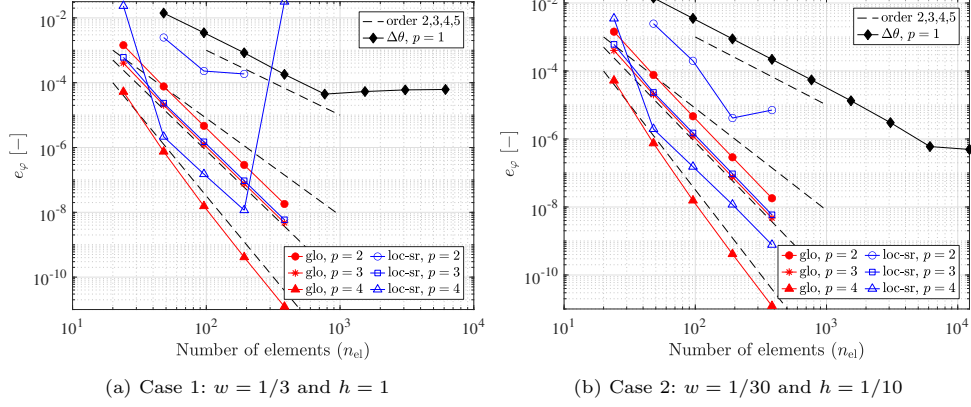 10^-2
10^-4
10^-6
10^-8
10^-10
e_φ [−]
10^1
10^2
10^3
10^4
Number of elements (n_el)
order 2,3,4,5
Δθ, p = 1
glo, p = 2
glo, p = 3
glo, p = 4
loc-sr, p = 2
loc-sr, p = 3
loc-sr, p = 4
(a) Case 1: w = 1/3 and h = 1
10^-2
10^-4
10^-6
10^-8
10^-10
e_φ [−]
10^1
10^2
10^3
10^4
Number of elements (n_el)
order 2,3,4,5
Δθ, p = 1
glo, p = 2
glo, p = 3
glo, p = 4
loc-sr, p = 2
loc-sr, p = 3
loc-sr, p = 4
(b) Case 2: w = 1/30 and h = 1/10